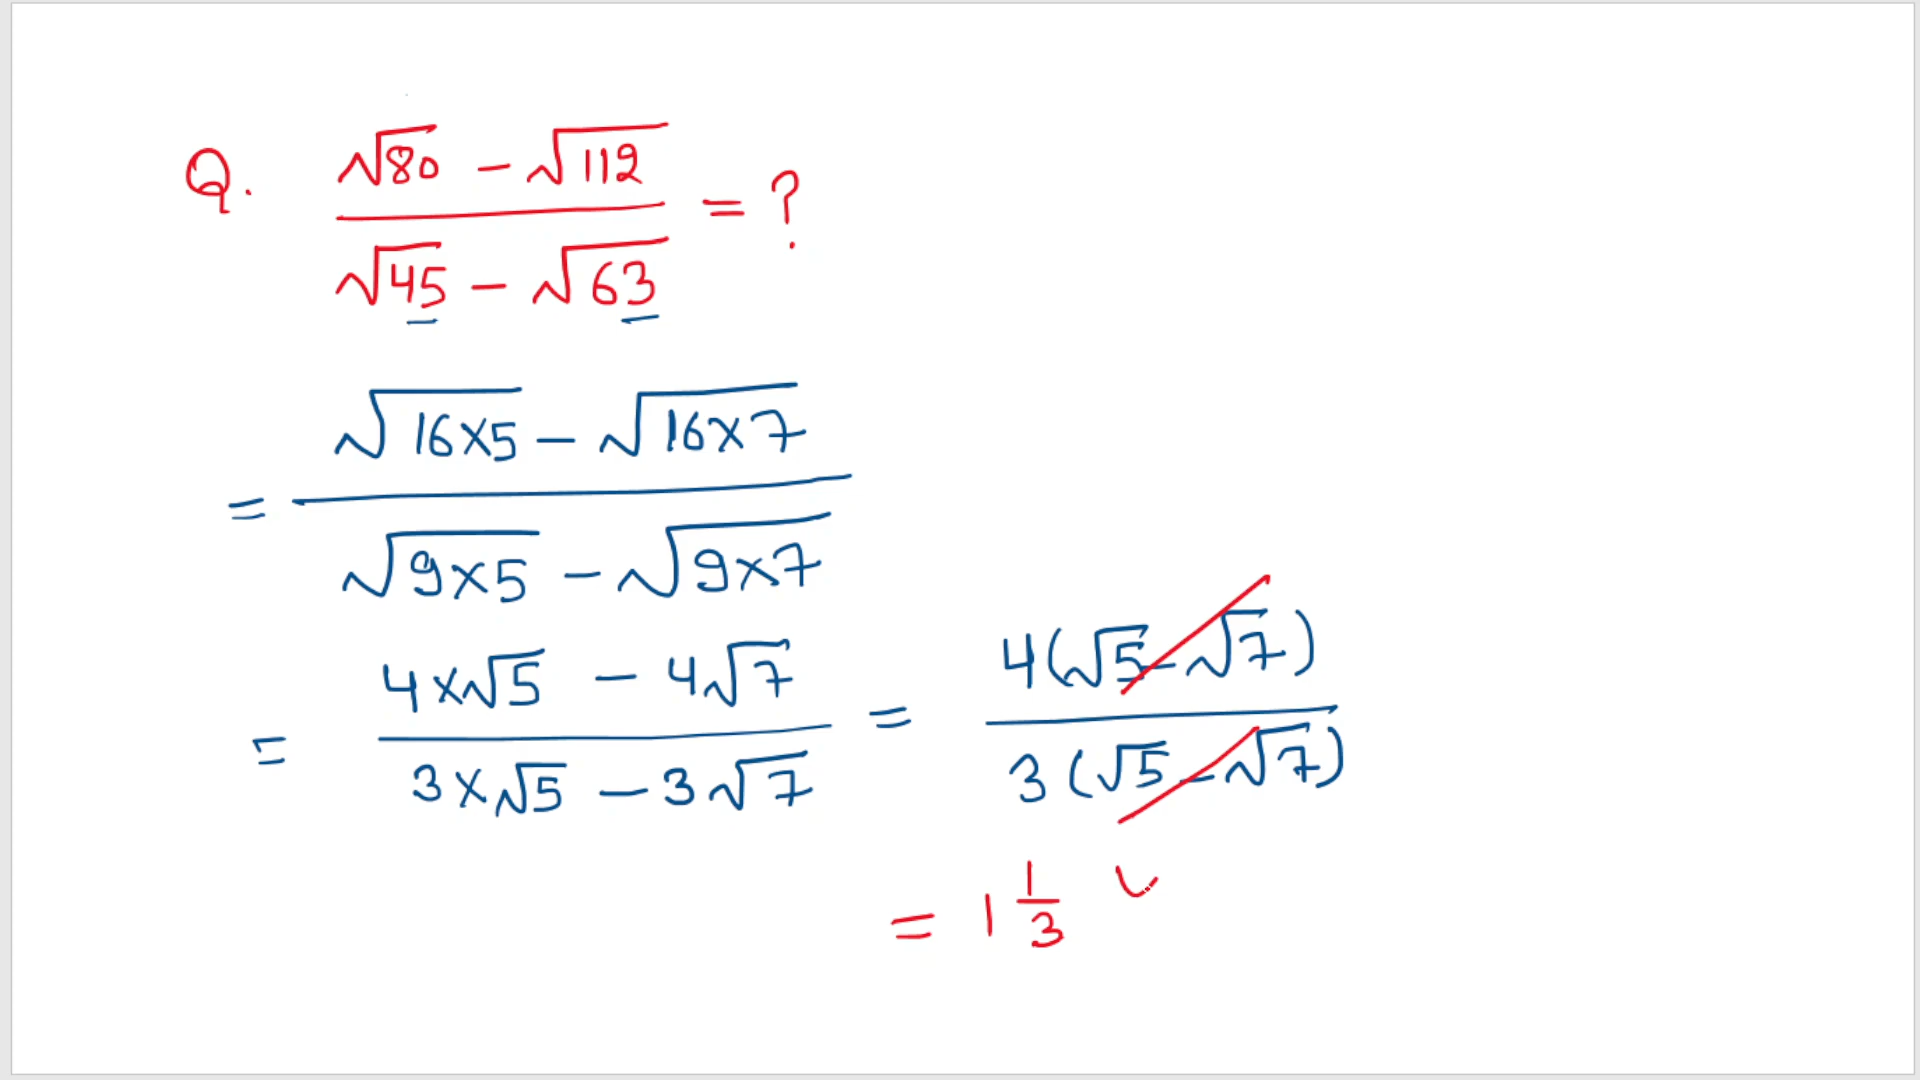 Q. (√80 - √112) / (√45 - √63) = ?
= (√16×5 - √16×7) / (√9×5 - √9×7)
= (4×√5 - 4√7) / (3×√5 - 3√7) = 4(√5-√7) / 3(√5-√7)
= 1 1/3